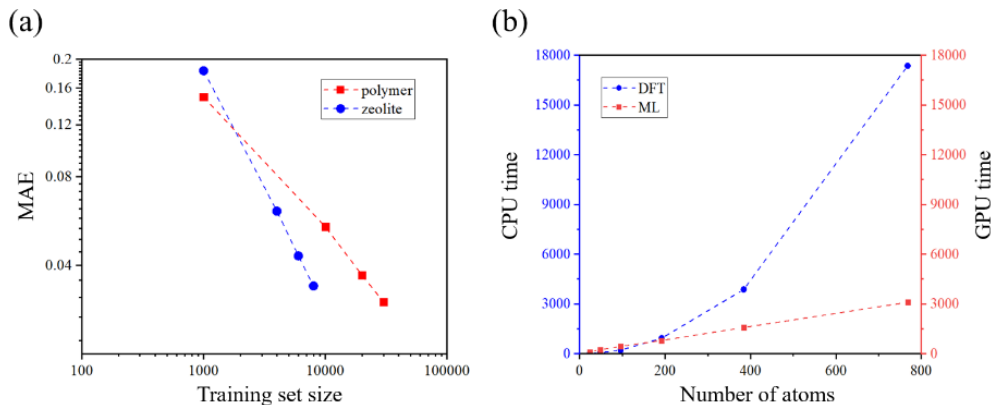 (a)
MAE
0.2
0.16
0.12
0.08
0.04
polymer
zeolite
100
1000
10000
100000
Training set size
(b)
CPU time
18000
15000
12000
9000
6000
3000
0
DFT
ML
0
200
400
600
800
Number of atoms
18000
15000
12000
9000
6000
3000
0
GPU time